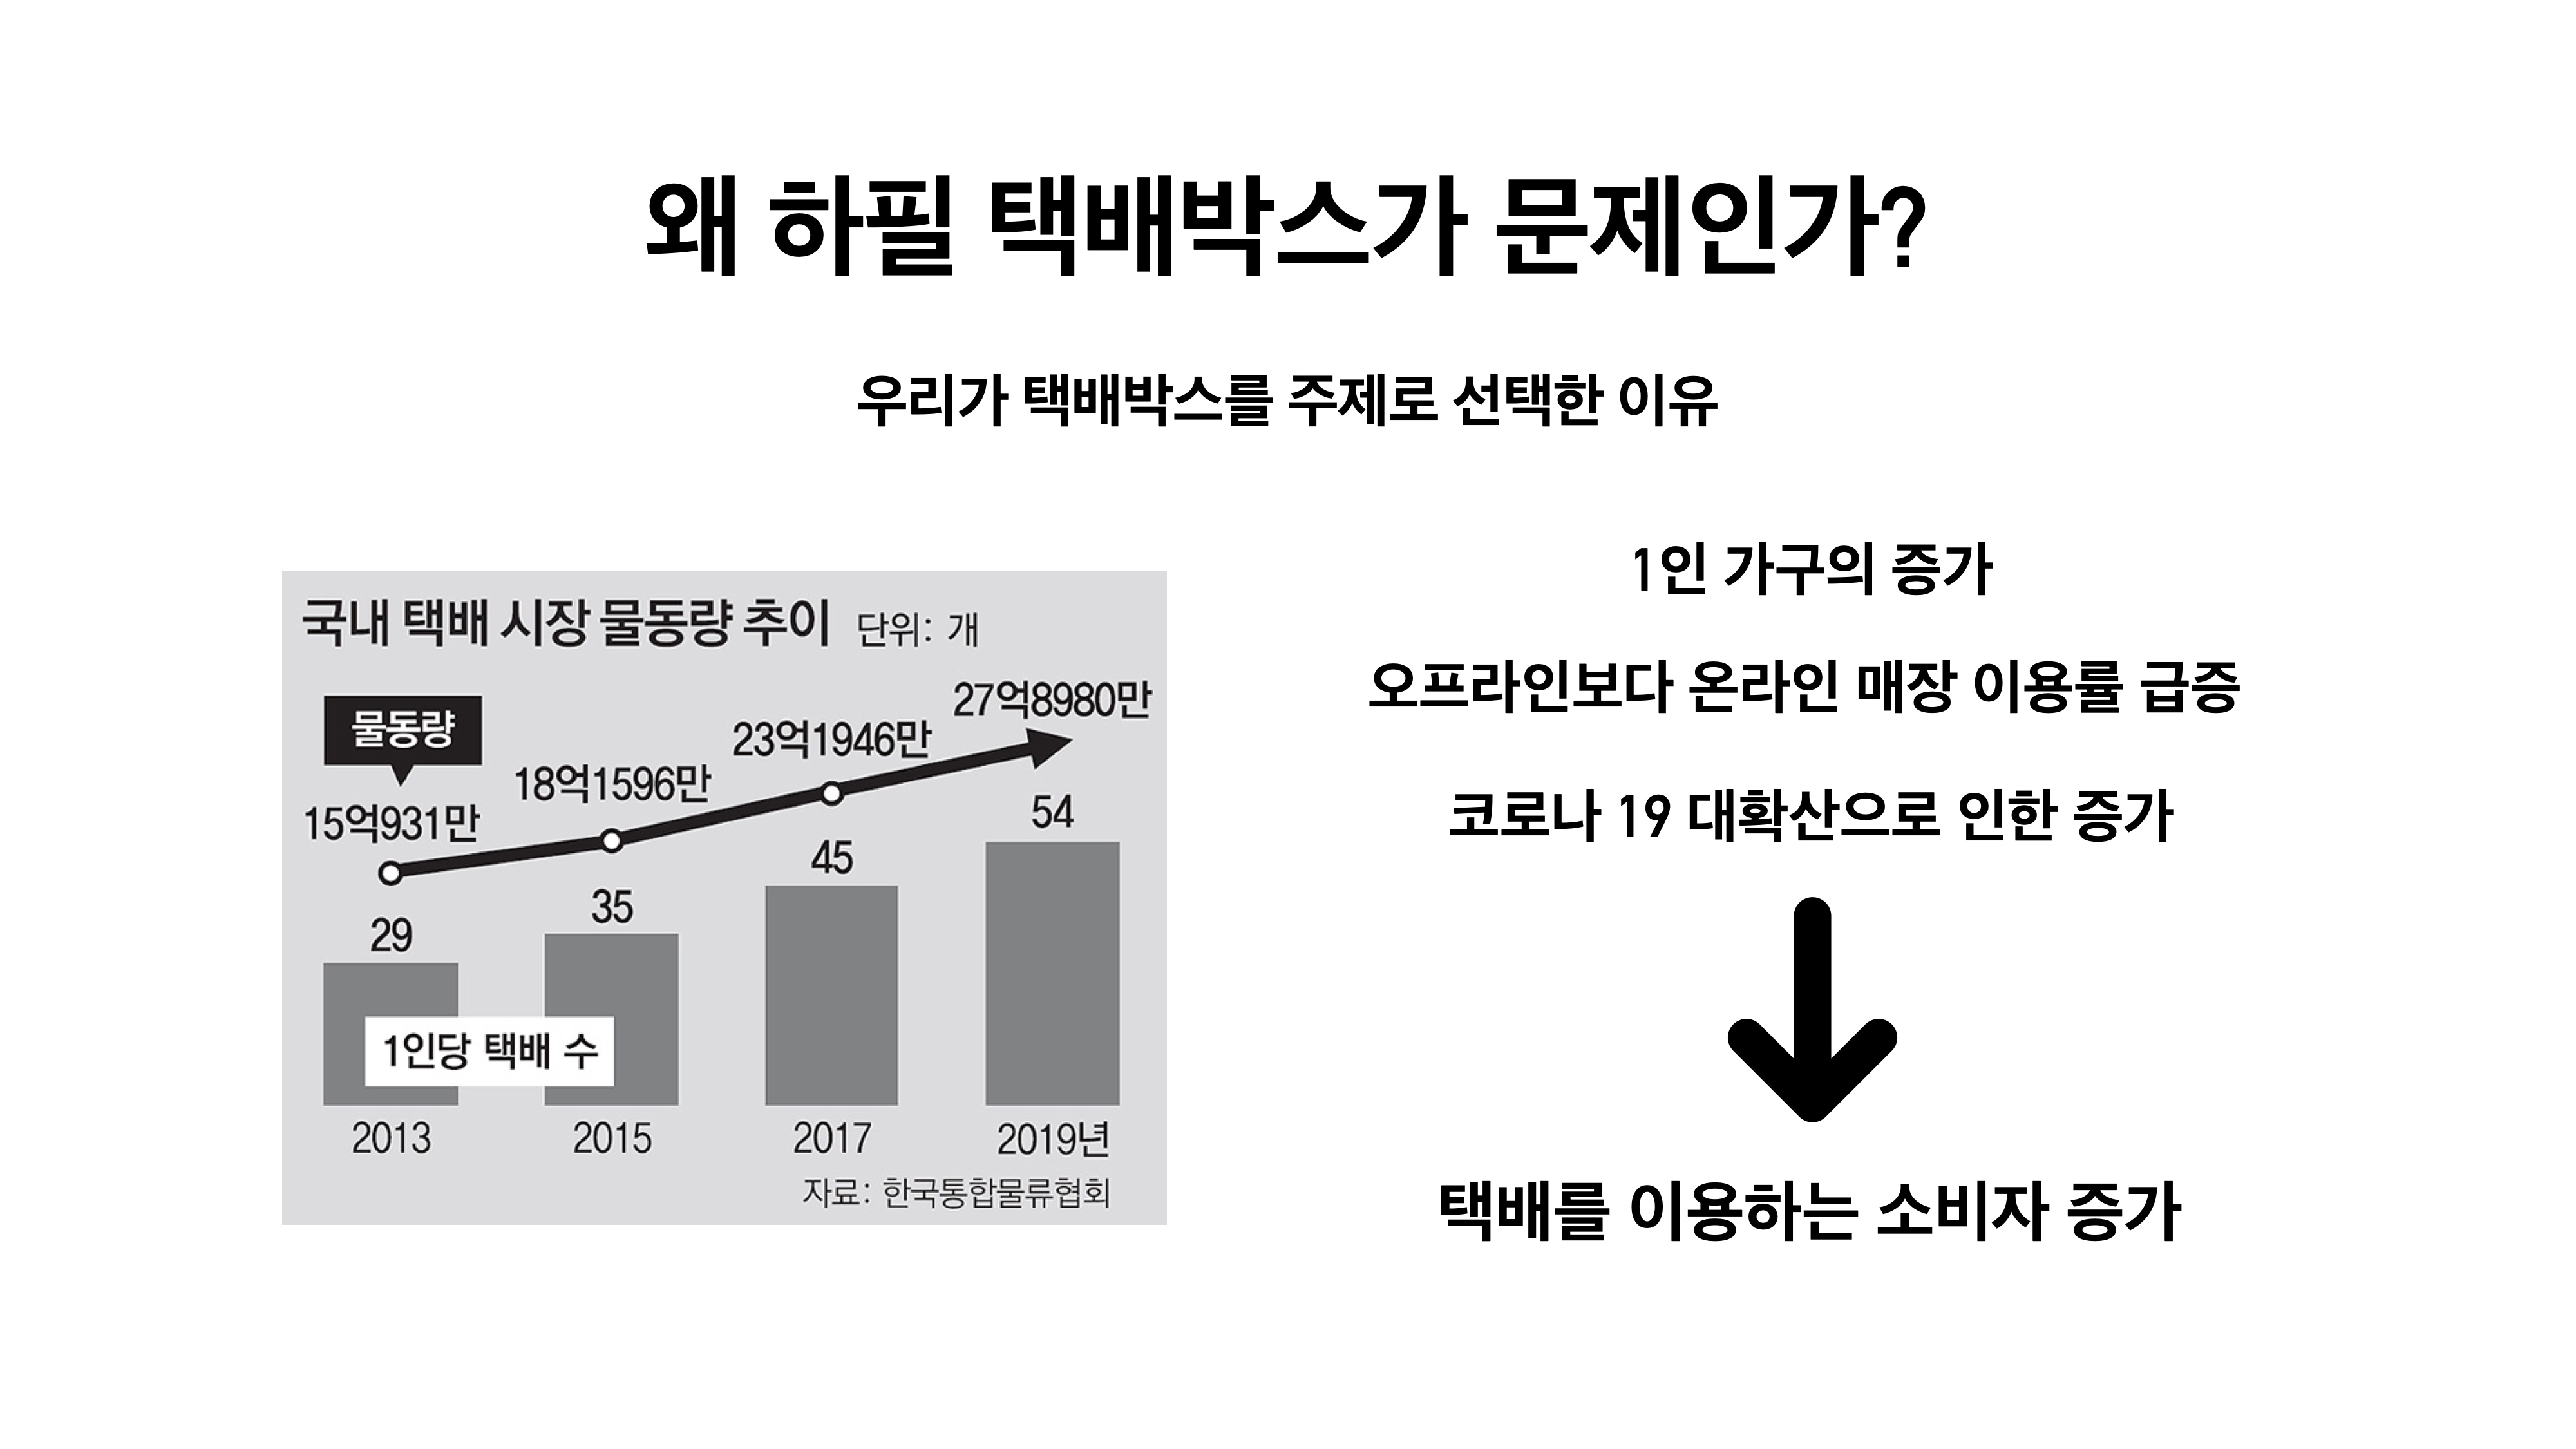 왜 하필 택배박스가 문제인가?
우리가 택배박스를 주제로 선택한 이유
국내 택배 시장 물동량 추이 단위: 개
물동량
15억931만
18억1596만
23억1946만
27억8980만
29
35
45
54
1인당 택배 수
2013
2015
2017
2019년
자료: 한국통합물류협회
1인 가구의 증가
오프라인보다 온라인 매장 이용률 급증
코로나 19 대확산으로 인한 증가
택배를 이용하는 소비자 증가